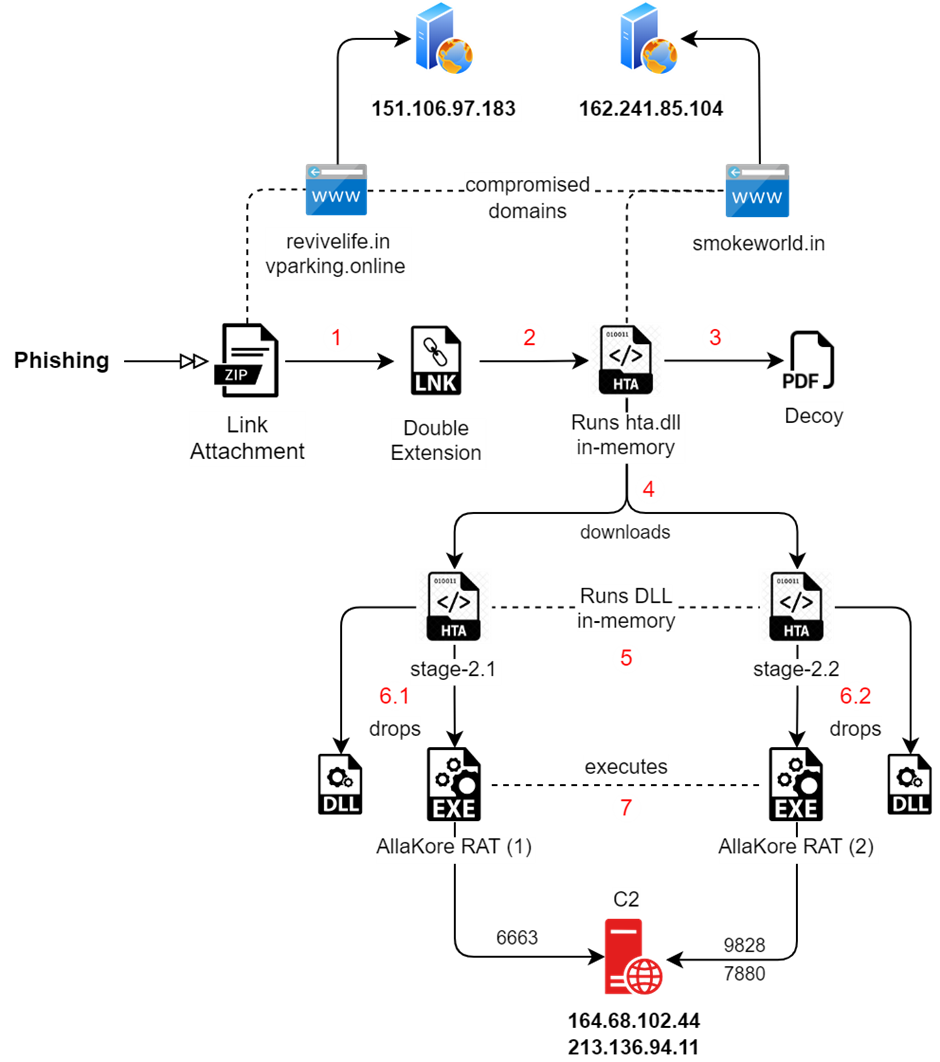 151.106.97.183
162.241.85.104
www
www
compromised
domains
revivelife.in
vparking.online
smokeworld.in
Phishing
ZIP
1
LNK
2
010011
</>
HTA
3
PDF
Link
Attachment
Double
Extension
Runs hta.dll
in-memory
Decoy
4
downloads
010011
</>
HTA
Runs DLL
in-memory
010011
</>
HTA
stage-2.1
5
stage-2.2
6.1
drops
6.2
drops
DLL
EXE
executes
7
EXE
DLL
AllaKore RAT (1)
AllaKore RAT (2)
C2
6663
9828
7880
164.68.102.44
213.136.94.11